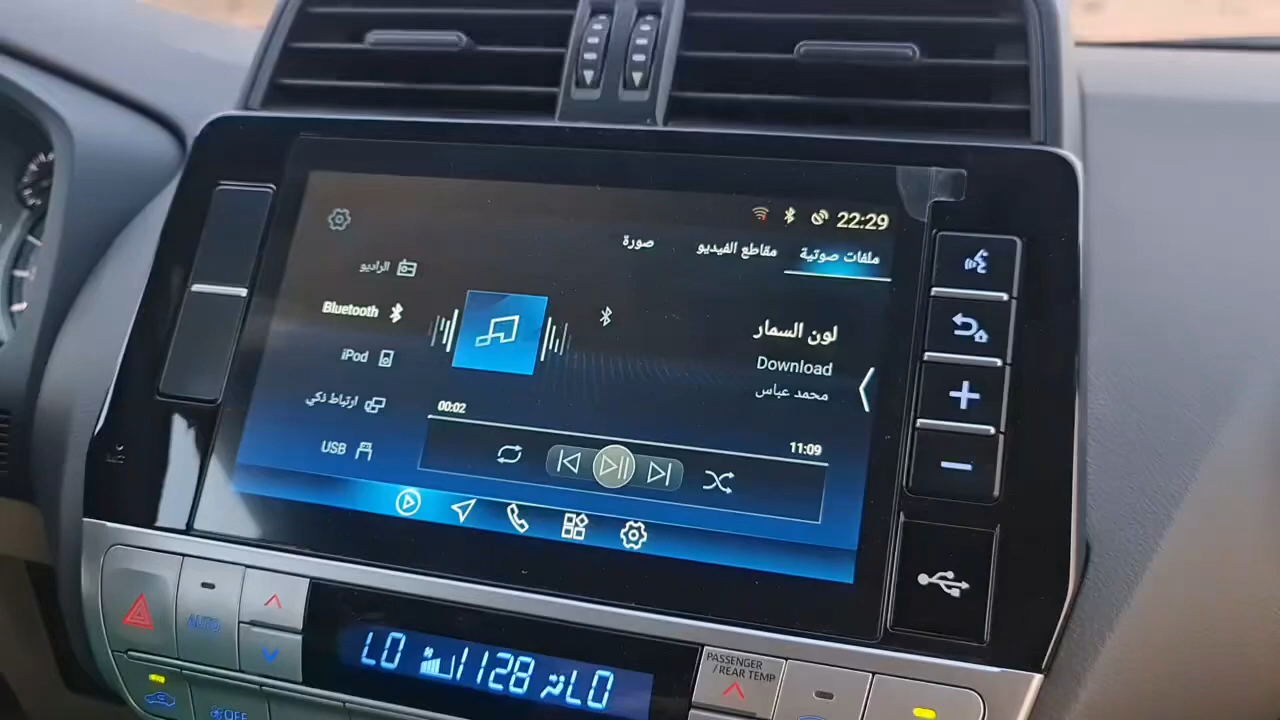 22:29
ملفات صوتية
مقاطع الفيديو
صورة
الراديو
Bluetooth
iPod
ارتباط ذكي
USB
لون السمار
Download
محمد عباس
00:02
11:09
AUTO
LO
1128
LO
PASSENGER
/REAR TEMP
OFF